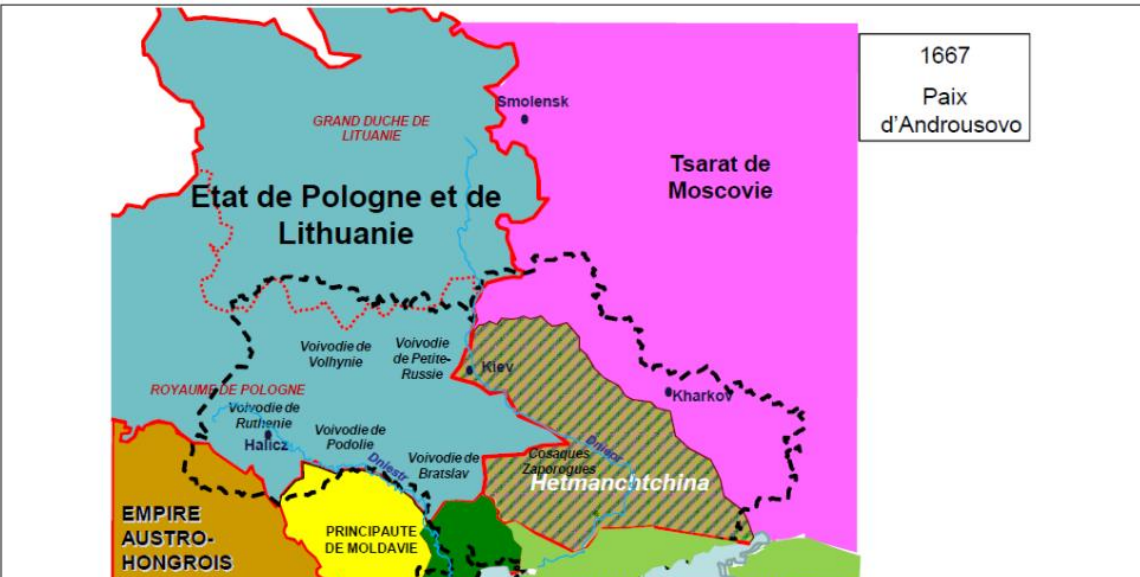 1667
Paix
d'Androusovo
Smolensk
GRAND DUCHE DE
LITUANIE
Tsarat de
Moscovie
Etat de Pologne et de
Lithuanie
Voivodie de
Volhynie
Voivodie
de Petite-
Russie
Kiev
ROYAUME DE POLOGNE
Kharkov
Voivodie de
Ruthenie
Halicz
Voivodie de
Podolie
Dniestr
Voivodie de
Bratslav
Dniepr
Cosaques
Zaporogues
Hetmanchtchina
EMPIRE
AUSTRO-
HONGROIS
PRINCIPAUTE
DE MOLDAVIE